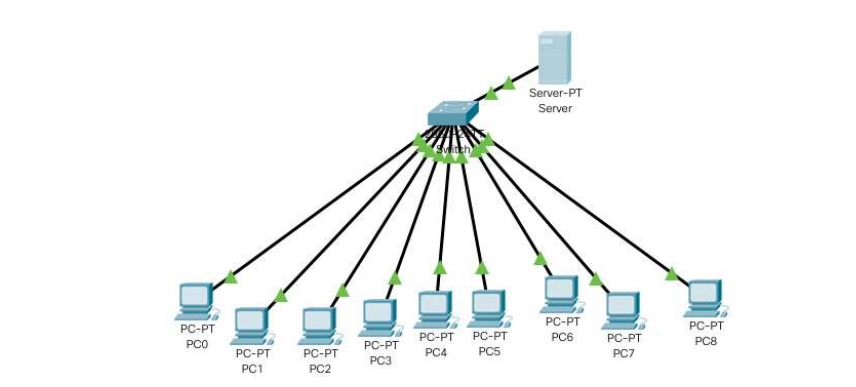 Server-PT
Server
Switch
PC-PT
PC0
PC-PT
PC1
PC-PT
PC2
PC-PT
PC3
PC-PT
PC4
PC-PT
PC5
PC-PT
PC6
PC-PT
PC7
PC-PT
PC8